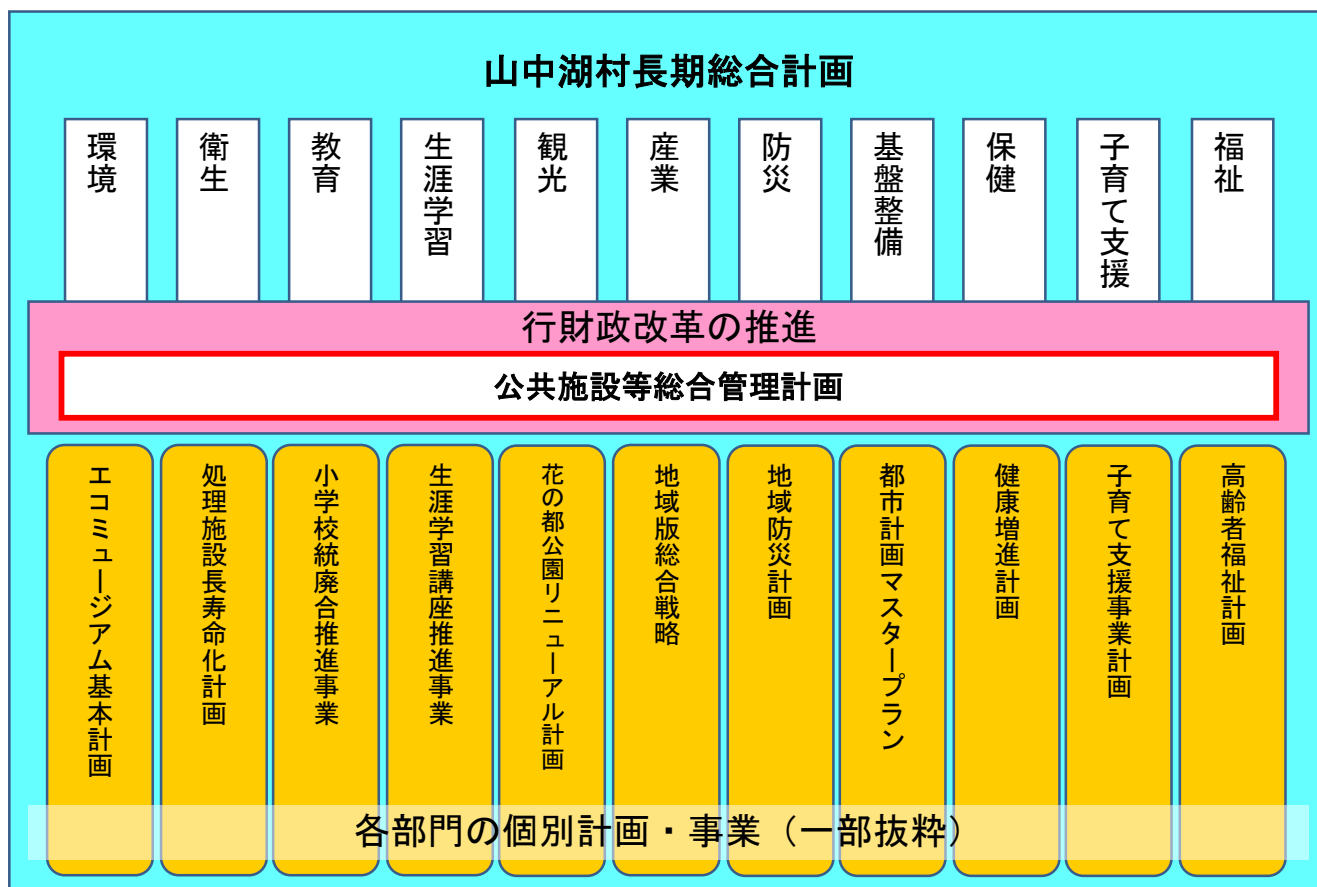 山中湖村長期総合計画
環境
衛生
教育
生涯学習
観光
産業
防災
基盤整備
保健
子育て支援
福祉
行財政改革の推進
公共施設等総合管理計画
エコミュージアム基本計画
処理施設長寿命化計画
小学校統廃合推進事業
生涯学習講座推進事業
花の都公園リニューアル計画
地域版総合戦略
地域防災計画
都市計画マスタープラン
健康増進計画
子育て支援事業計画
高齢者福祉計画
各部門の個別計画・事業（一部抜粋）